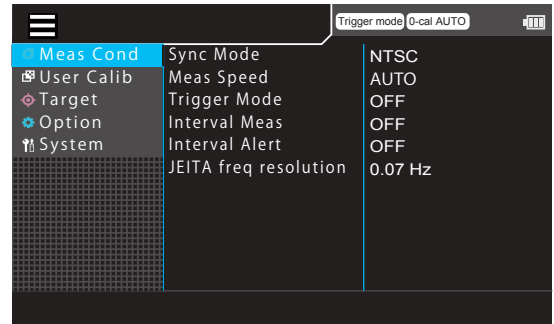 Trigger mode 0-cal AUTO
Meas Cond Sync Mode NTSC
User Calib Meas Speed AUTO
Target Trigger Mode OFF
Option Interval Meas OFF
System Interval Alert OFF
JEITA freq resolution 0.07 Hz